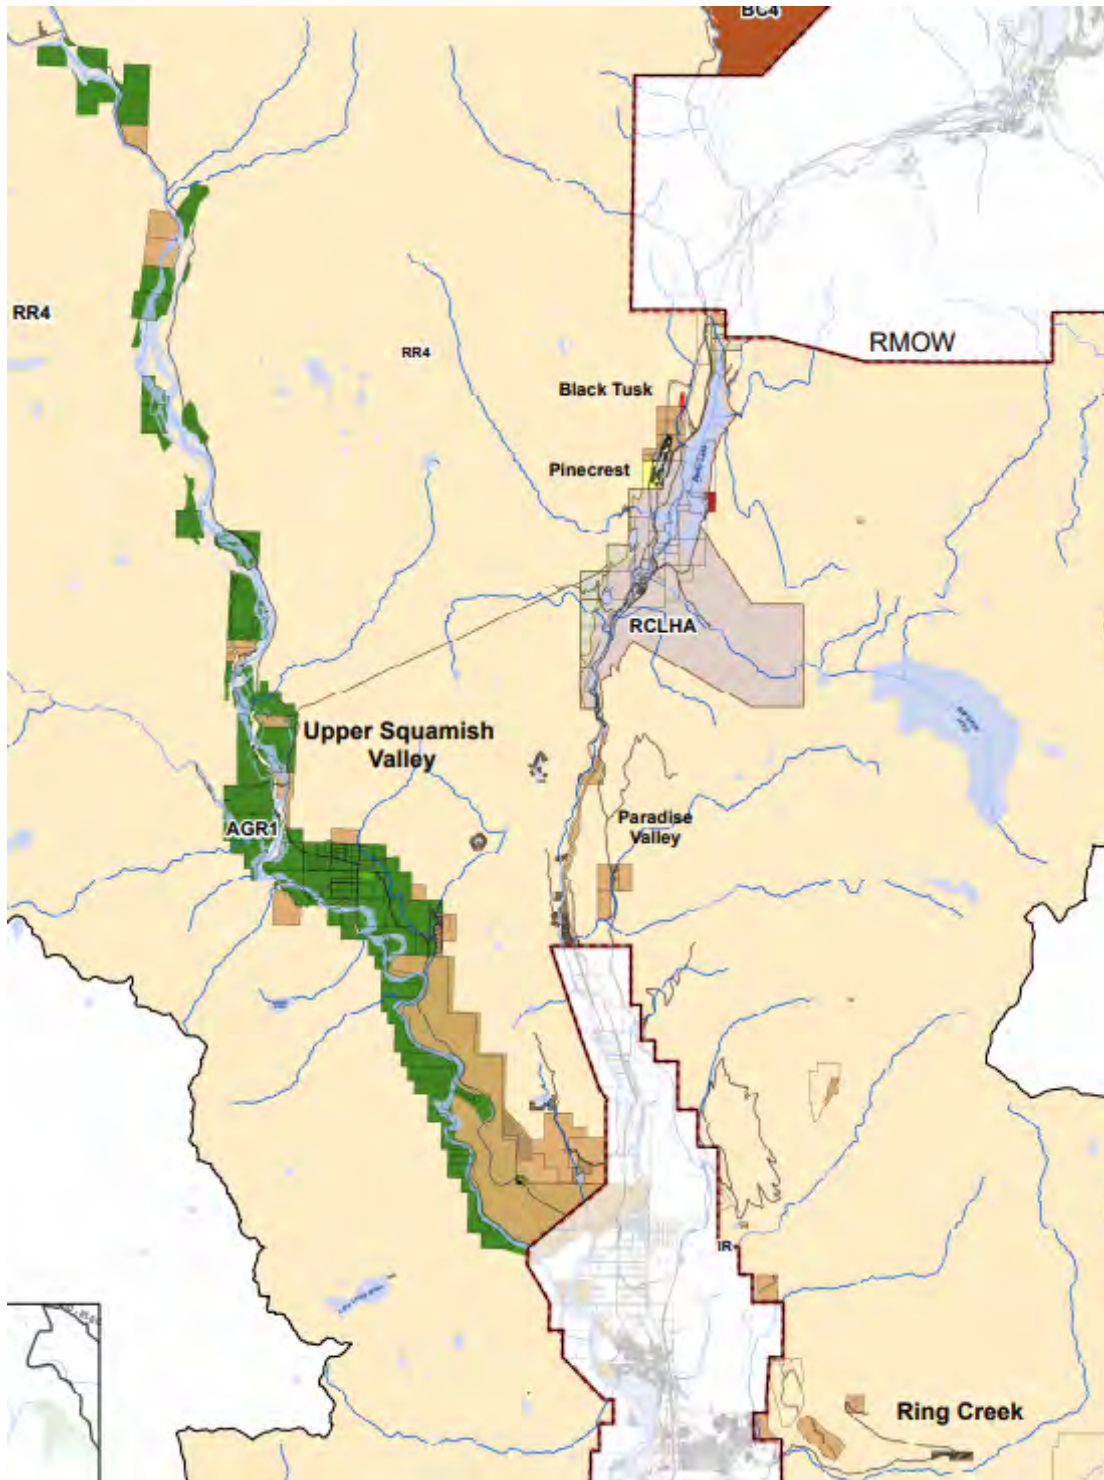 BC4
RR4
RMOW
RR4
Black Tusk
Pinecrest
RCLHA
Upper Squamish
Valley
Paradise
Valley
AGR1
IR
Ring Creek